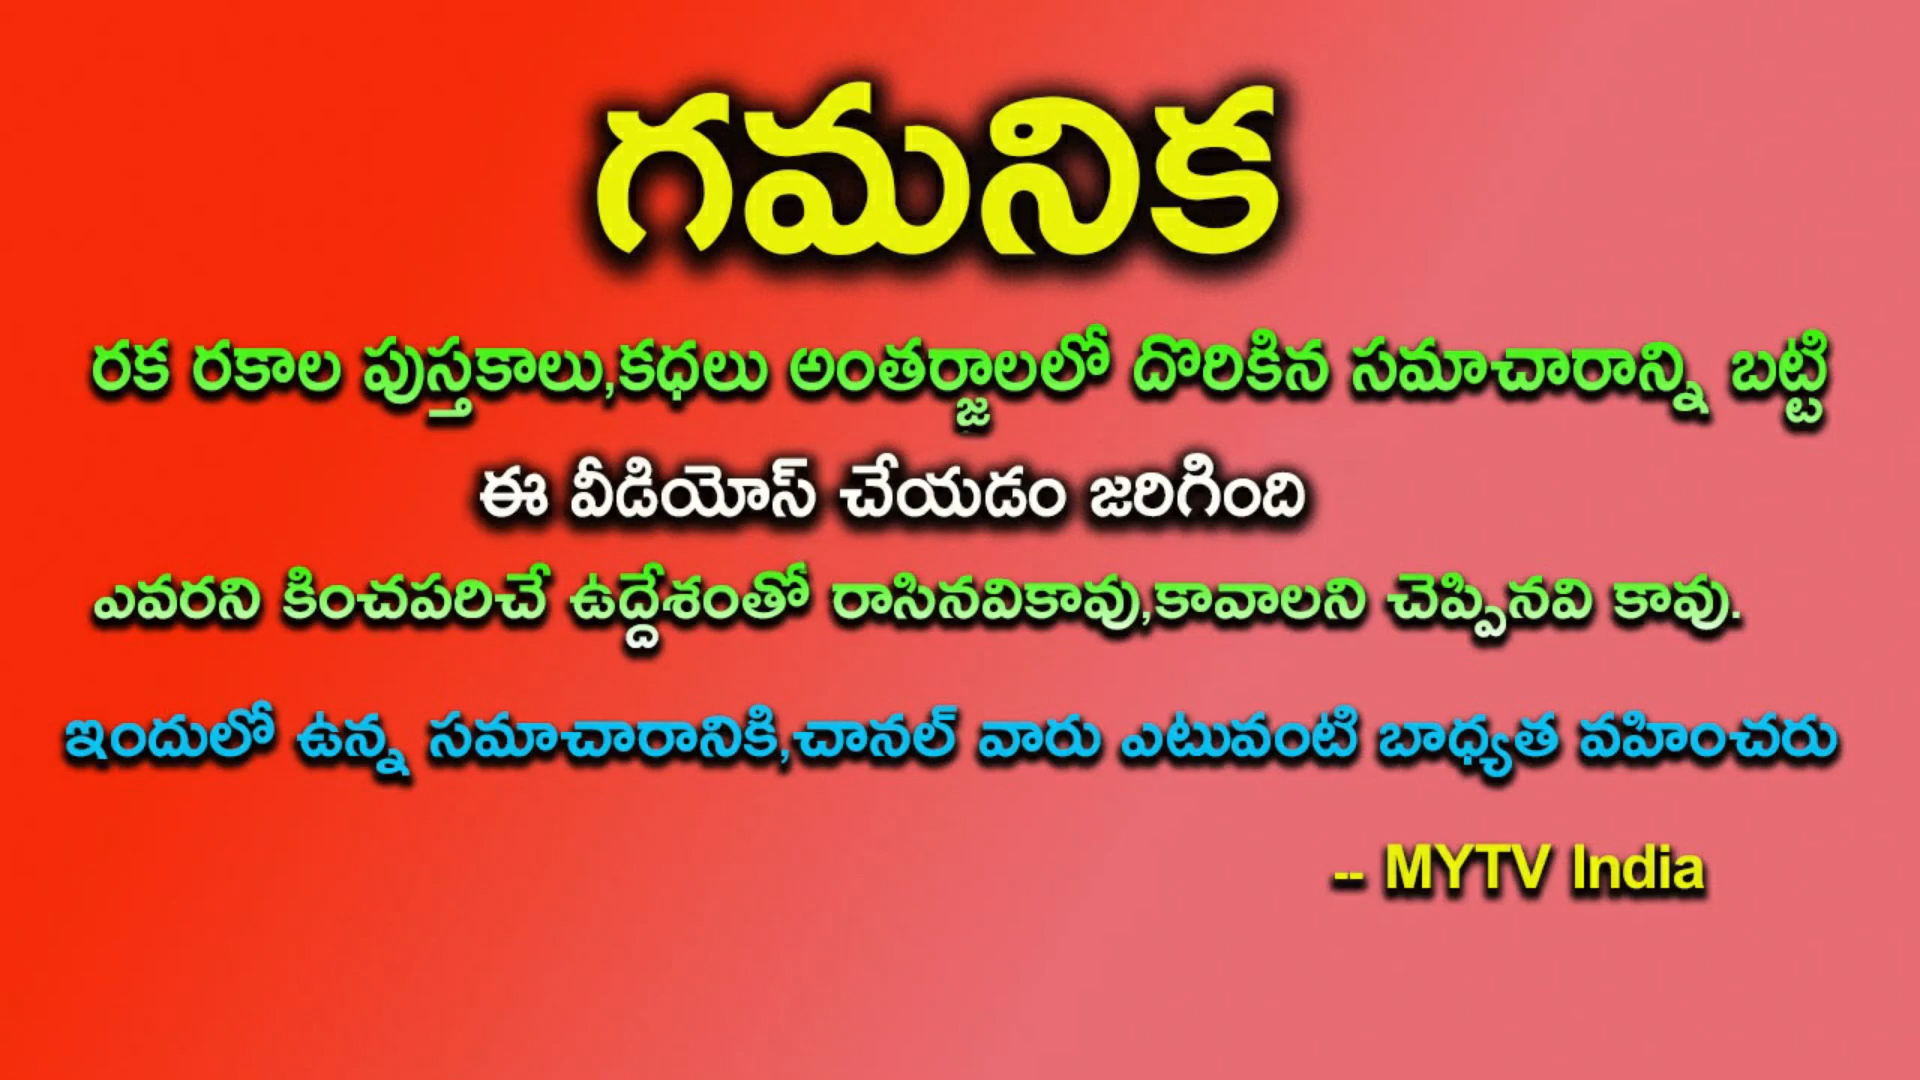 గమనిక
రక రకాల పుస్తకాలు,కథలు అంతర్జాలలో దొరికిన సమాచారాన్ని బట్టి
ఈ వీడియోస్ చేయడం జరిగింది
ఎవరని కించపరిచే ఉద్దేశంతో రాసినవికావు,కావాలని చెప్పినవి కావు.
ఇందులో ఉన్న సమాచారానికి,చానల్ వారు ఎటువంటి బాధ్యత వహించరు
-- MYTV India